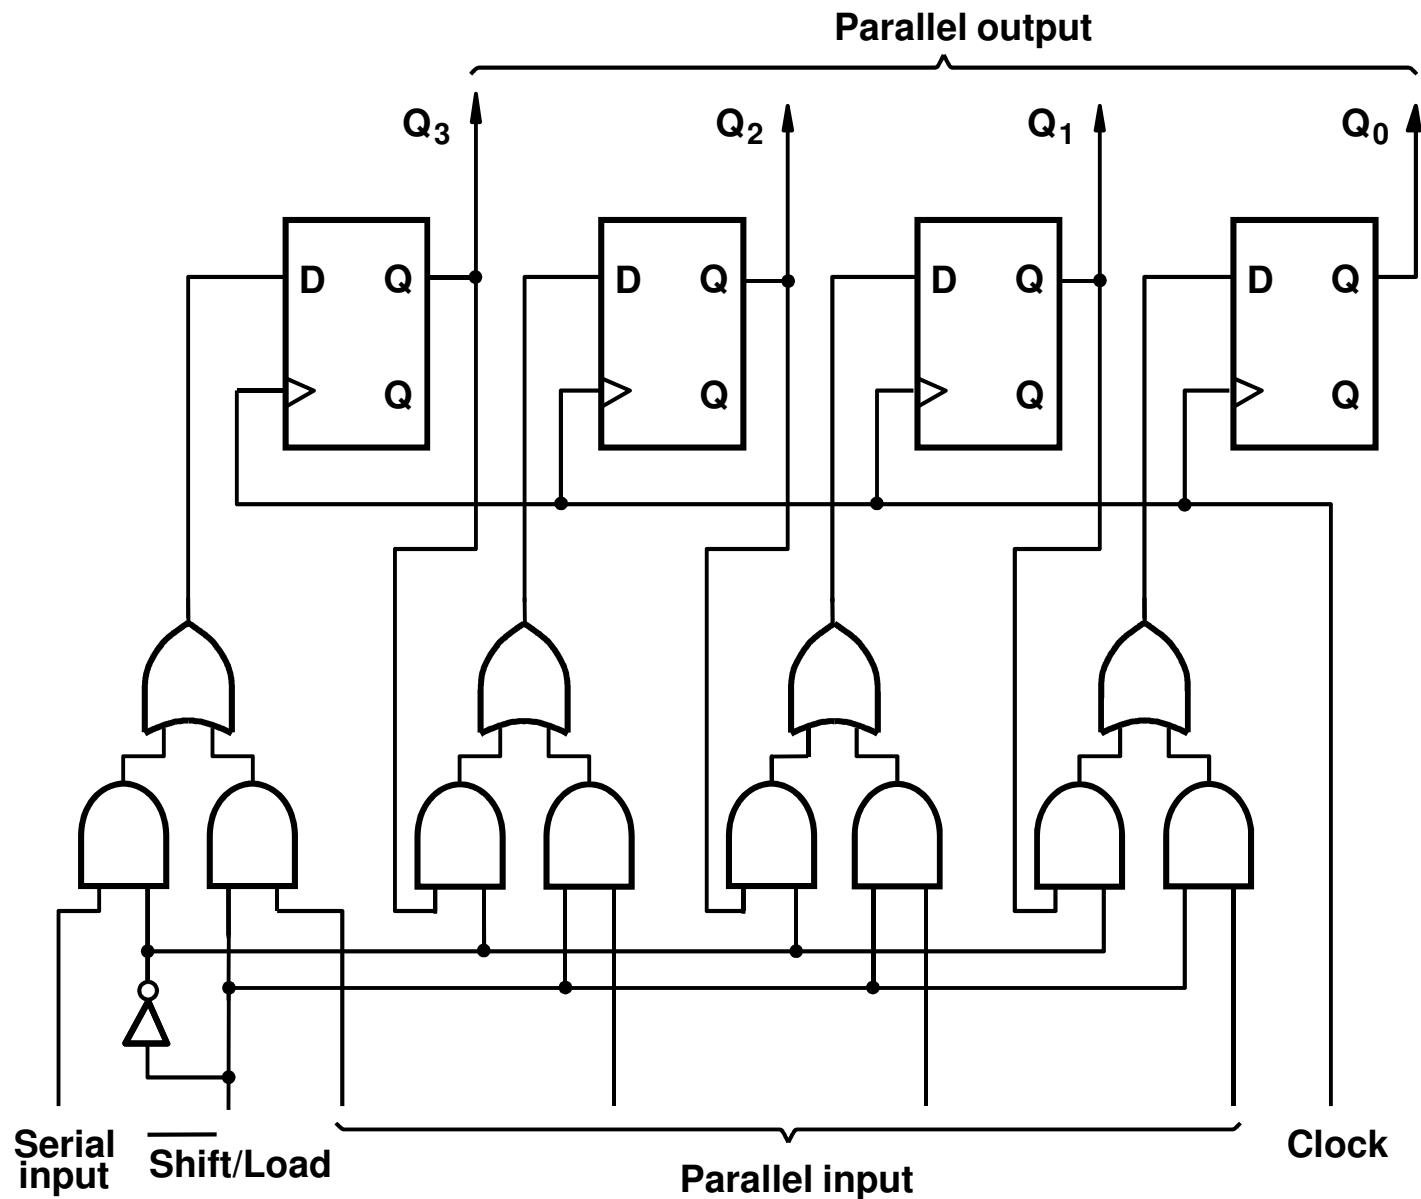 Parallel output
Q3 Q2 Q1 Q0
D Q D Q D Q D Q
Q Q Q Q
Serial
input
Shift/Load
Parallel input
Clock